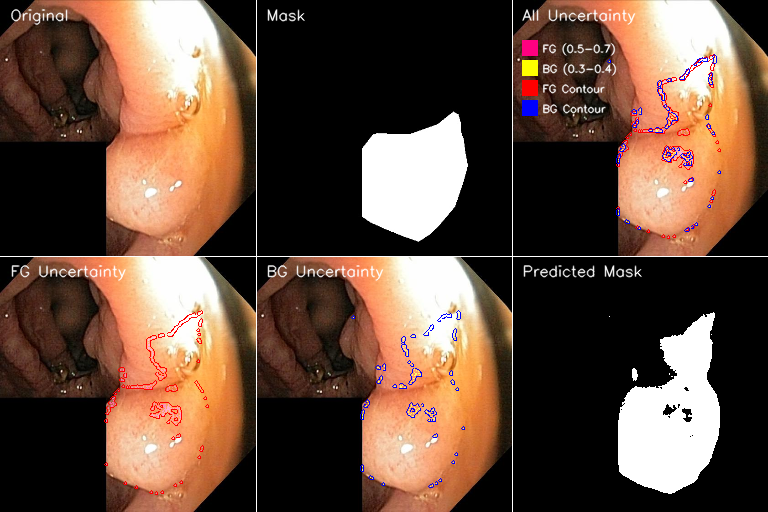 Original
Mask
All Uncertainty
FG (0.5-0.7)
BG (0.3-0.4)
FG Contour
BG Contour
FG Uncertainty
BG Uncertainty
Predicted Mask